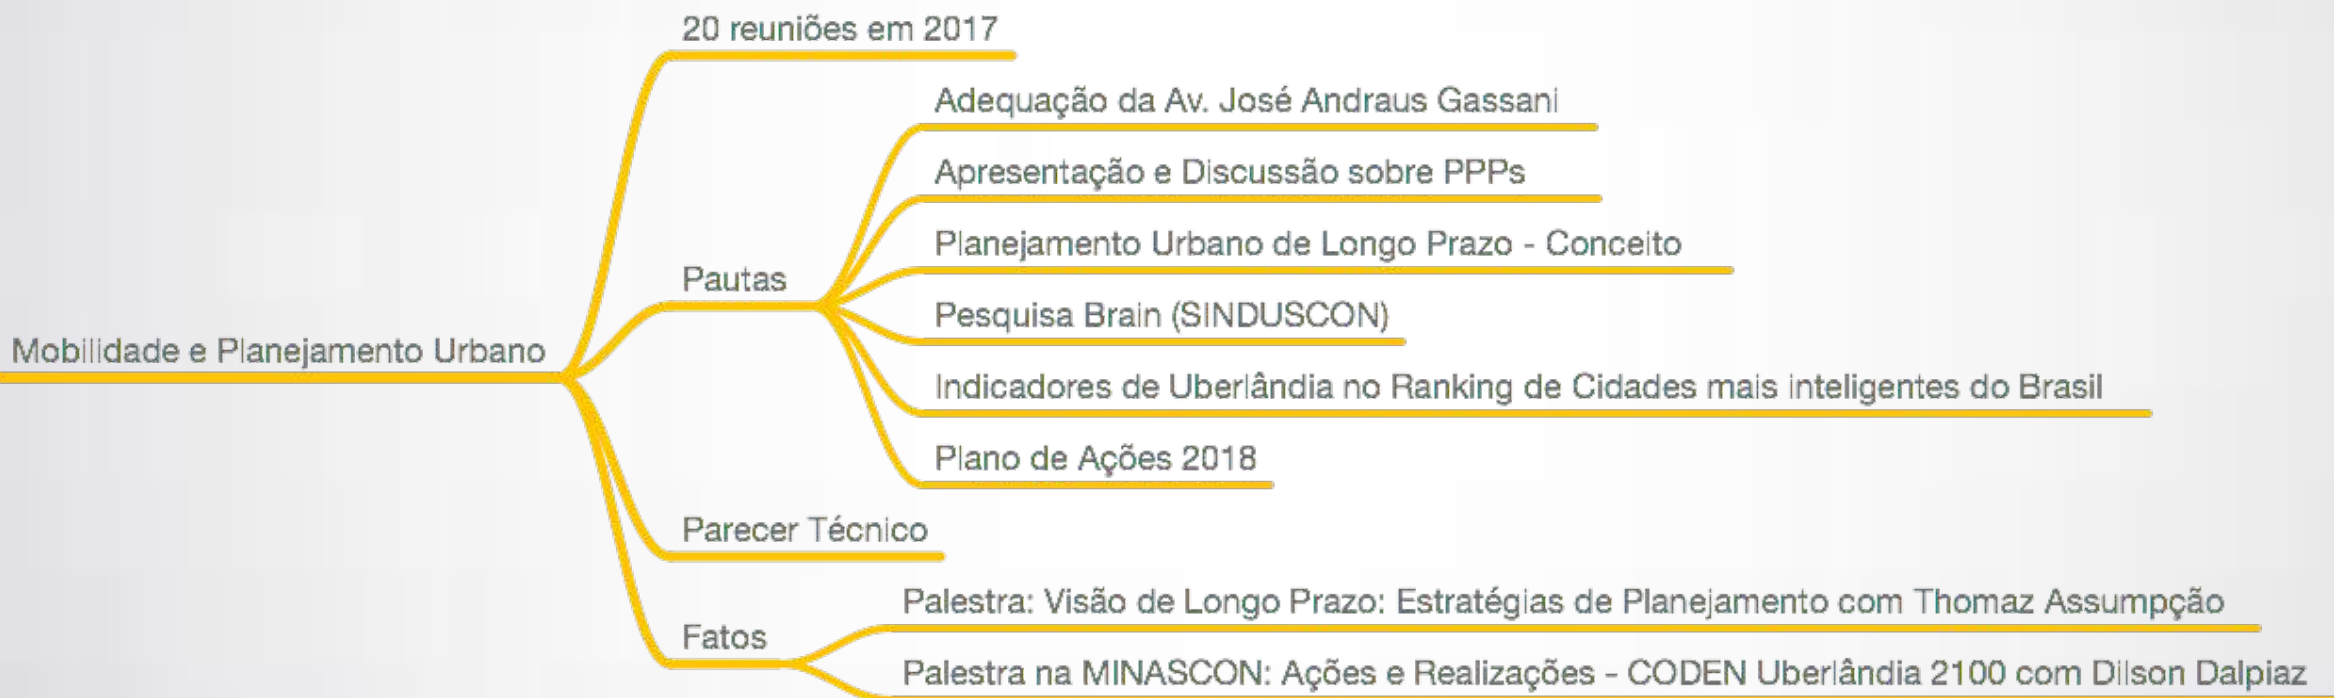 20 reuniões em 2017
Adequação da Av. José Andraus Gassani
Apresentação e Discussão sobre PPPs
Planejamento Urbano de Longo Prazo - Conceito
Pautas
Pesquisa Brain (SINDUSCON)
Mobilidade e Planejamento Urbano
Indicadores de Uberlândia no Ranking de Cidades mais inteligentes do Brasil
Plano de Ações 2018
Parecer Técnico
Palestra: Visão de Longo Prazo: Estratégias de Planejamento com Thomaz Assumpção
Fatos
Palestra na MINASCON: Ações e Realizações - CODEN Uberlândia 2100 com Dilson Dalpiaz